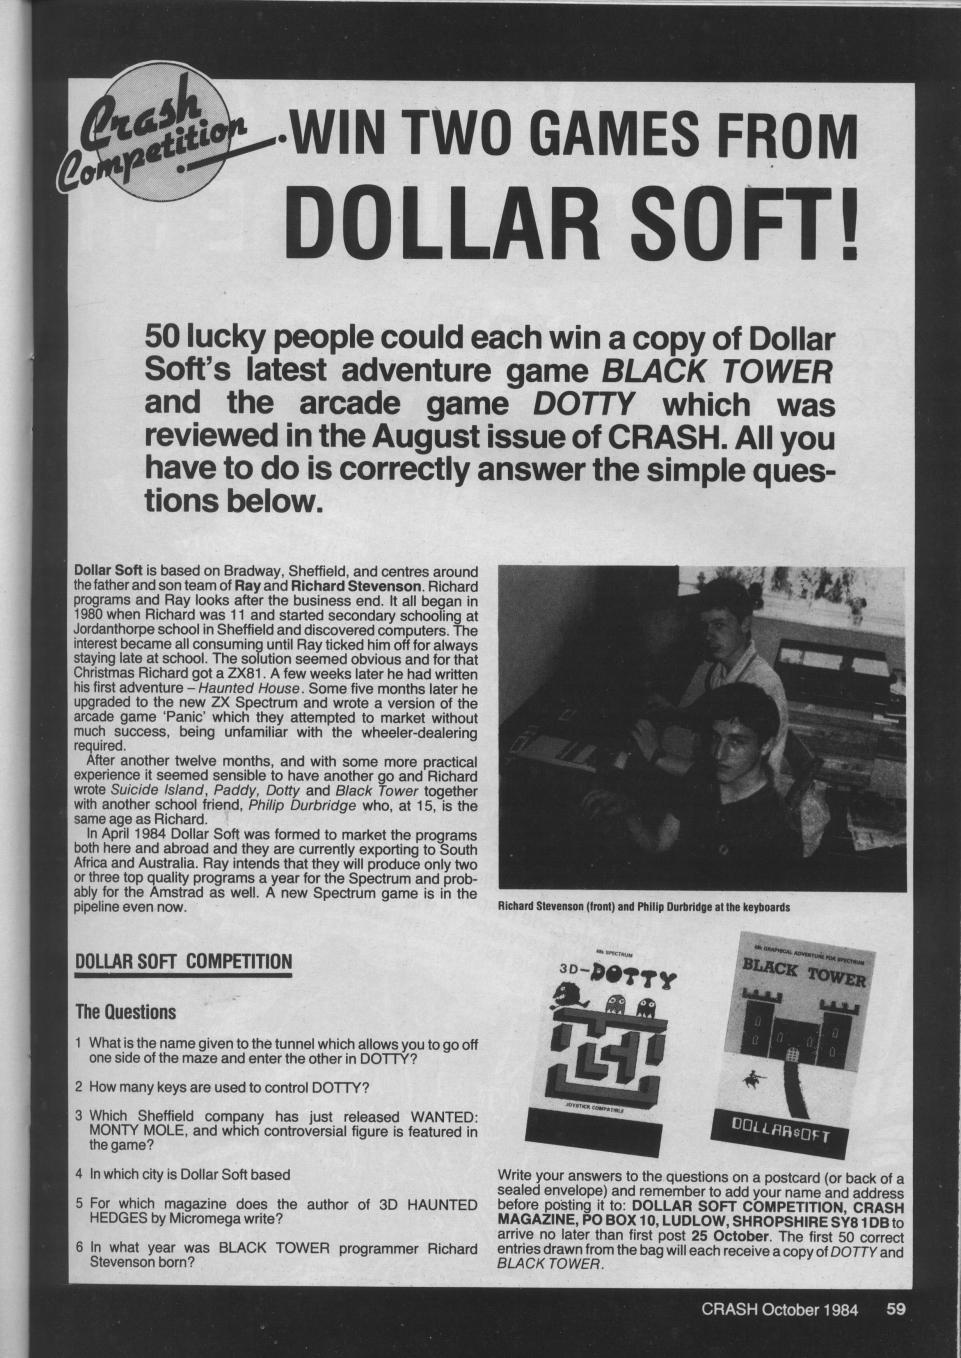 Crash
Competition
.WIN TWO GAMES FROM
DOLLAR SOFT!
50 lucky people could each win a copy of Dollar
Soft's latest adventure game BLACK TOWER
and the arcade game DOTTY which was
reviewed in the August issue of CRASH. All you
have to do is correctly answer the simple ques-
tions below.
Dollar Soft is based on Bradway, Sheffield, and centres around
the father and son team of Ray and Richard Stevenson. Richard
programs and Ray looks after the business end. It all began in
1980 when Richard was 11 and started secondary schooling at
Jordanthorpe school in Sheffield and discovered computers. The
interest became all consuming until Ray ticked him off for always
staying late at school. The solution seemed obvious and for that
Christmas Richard got a ZX81. A few weeks later he had written
his first adventure – Haunted House. Some five months later he
upgraded to the new ZX Spectrum and wrote a version of the
arcade game 'Panic' which they attempted to market without
much success, being unfamiliar with the wheeler-dealering
required.
After another twelve months, and with some more practical
experience it seemed sensible to have another go and Richard
wrote Suicide Island, Paddy, Dotty and Black Tower together
with another school friend, Philip Durbridge who, at 15, is the
same age as Richard.
In April 1984 Dollar Soft was formed to market the programs
both here and abroad and they are currently exporting to South
Africa and Australia. Ray intends that they will produce only two
or three top quality programs a year for the Spectrum and prob-
ably for the Amstrad as well. A new Spectrum game is in the
pipeline even now.
Richard Stevenson (front) and Philip Durbridge at the keyboards
DOLLAR SOFT COMPETITION
The Questions
1 What is the name given to the tunnel which allows you to go off
one side of the maze and enter the other in DOTTY?
2 How many keys are used to control DOTTY?
3 Which Sheffield company has just released WANTED:
MONTY MOLE, and which controversial figure is featured in
the game?
4 In which city is Dollar Soft based
5 For which magazine does the author of 3D HAUNTED
HEDGES by Micromega write?
6 In what year was BLACK TOWER programmer Richard
Stevenson born?
48k SPECTRUM
3D-DOTTY
JOYSTICK COMPATIBLE
48k GRAPHICAL ADVENTURE FOR SPECTRUM
BLACK TOWER
DOLLAR$OFT
Write your answers to the questions on a postcard (or back of a
sealed envelope) and remember to add your name and address
before posting it to: DOLLAR SOFT COMPETITION, CRASH
MAGAZINE, PO BOX 10, LUDLOW, SHROPSHIRE SY8 1DB to
arrive no later than first post 25 October. The first 50 correct
entries drawn from the bag will each receive a copy of DOTTY and
BLACK TOWER.
CRASH October 1984 59